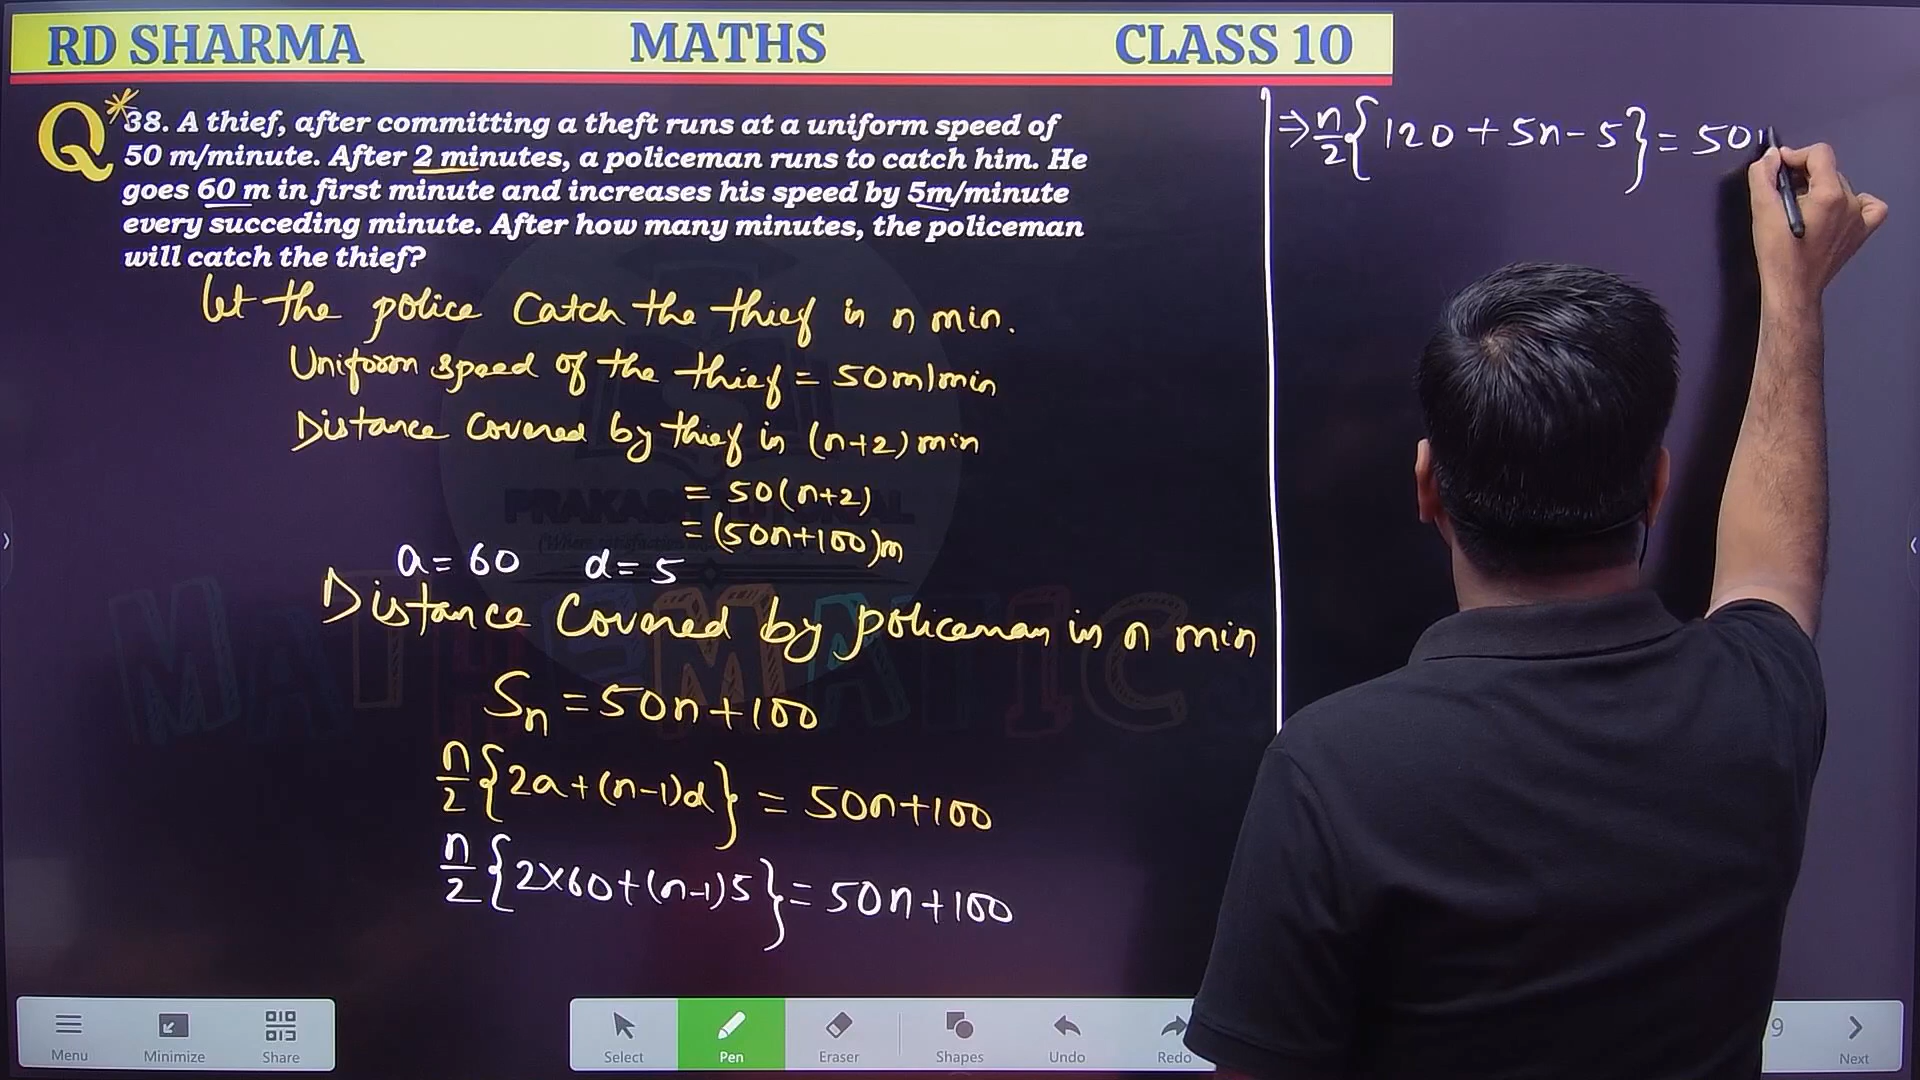 RD SHARMA MATHS CLASS 10
Q* 38. A thief, after committing a theft runs at a uniform speed of
50 m/minute. After 2 minutes, a policeman runs to catch him. He
goes 60 m in first minute and increases his speed by 5m/minute
every succeding minute. After how many minutes, the policeman
will catch the thief?
Let the police Catch the thief in n min.
Uniform speed of the thief = 50m/min
Distance Covered by thief in (n+2) min
= 50(n+2)
= (50n+100)m
a = 60 d = 5
Distance Covered by policeman in n min
Sₙ = 50n+100
n/2 {2a+(n-1)d} = 50n+100
n/2 {2×60+(n-1)5} = 50n+100
⇒ n/2 { 120 + 5n - 5 } = 50
MATHEMATICS
Menu Minimize Share Select Pen Eraser Shapes Undo Redo 9 Next